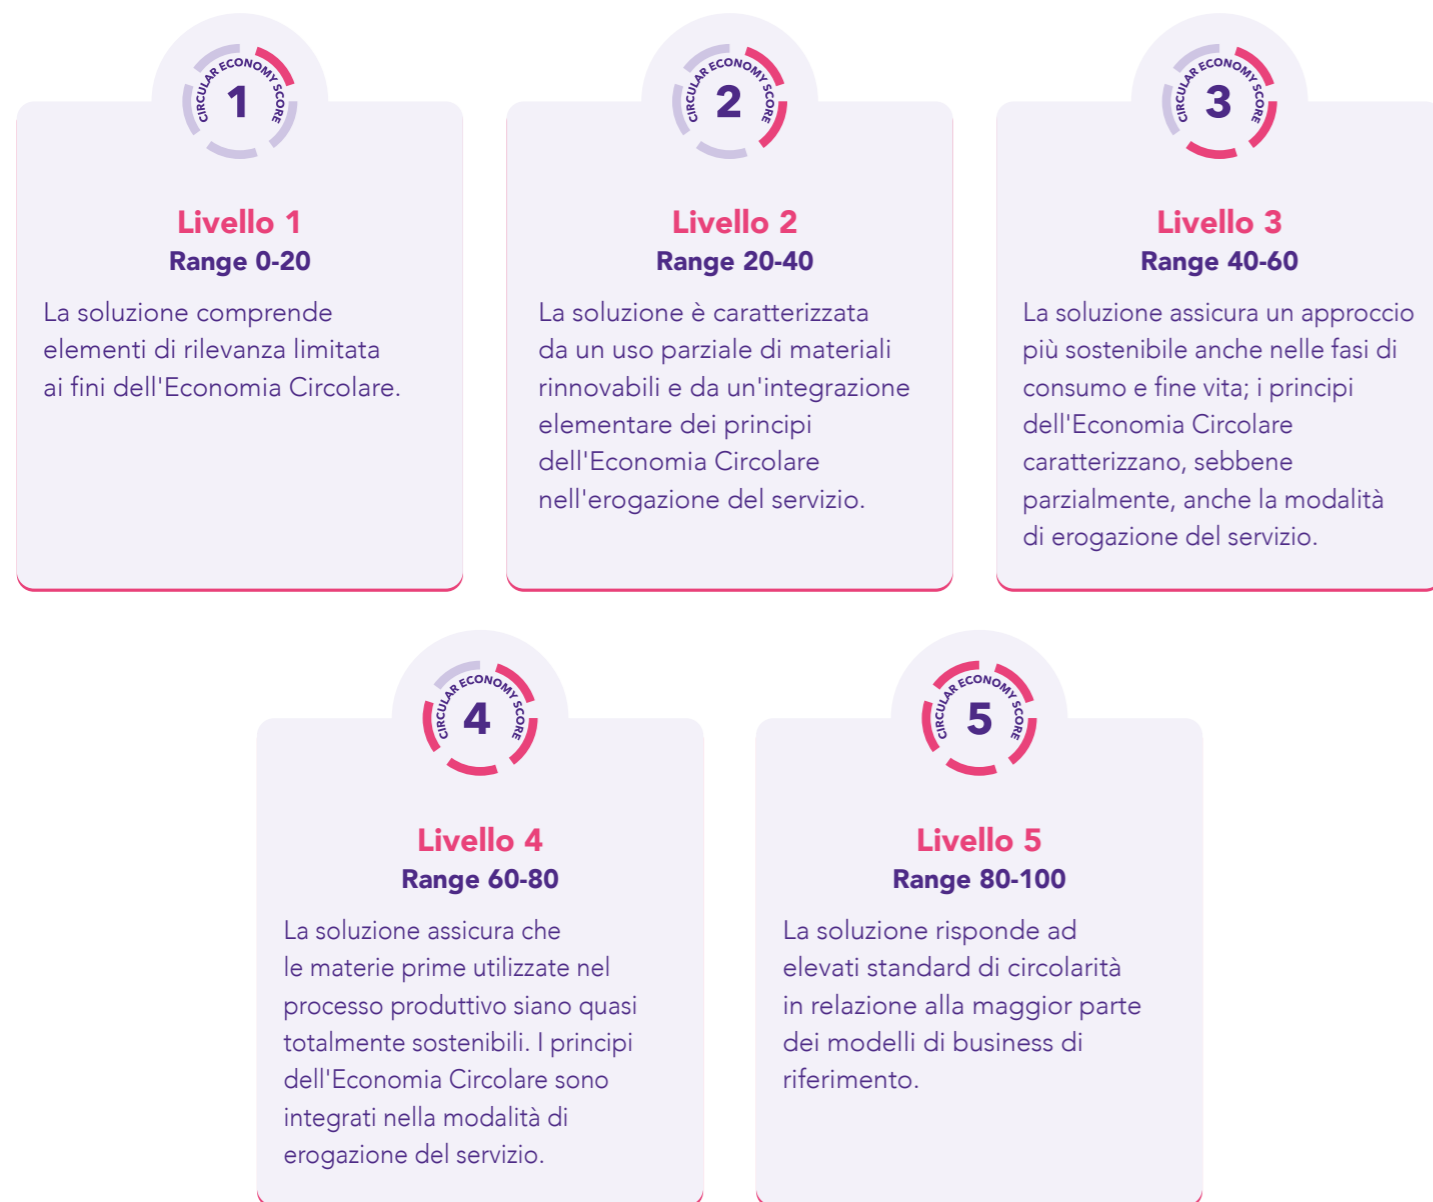 CIRCULAR ECONOMY SCORE
1
Livello 1
Range 0-20
La soluzione comprende
elementi di rilevanza limitata
ai fini dell'Economia Circolare.
CIRCULAR ECONOMY SCORE
2
Livello 2
Range 20-40
La soluzione è caratterizzata
da un uso parziale di materiali
rinnovabili e da un'integrazione
elementare dei principi
dell'Economia Circolare
nell'erogazione del servizio.
CIRCULAR ECONOMY SCORE
3
Livello 3
Range 40-60
La soluzione assicura un approccio
più sostenibile anche nelle fasi di
consumo e fine vita; i principi
dell'Economia Circolare
caratterizzano, sebbene
parzialmente, anche la modalità
di erogazione del servizio.
CIRCULAR ECONOMY SCORE
4
Livello 4
Range 60-80
La soluzione assicura che
le materie prime utilizzate nel
processo produttivo siano quasi
totalmente sostenibili. I principi
dell'Economia Circolare sono
integrati nella modalità di
erogazione del servizio.
CIRCULAR ECONOMY SCORE
5
Livello 5
Range 80-100
La soluzione risponde ad
elevati standard di circolarità
in relazione alla maggior parte
dei modelli di business di
riferimento.